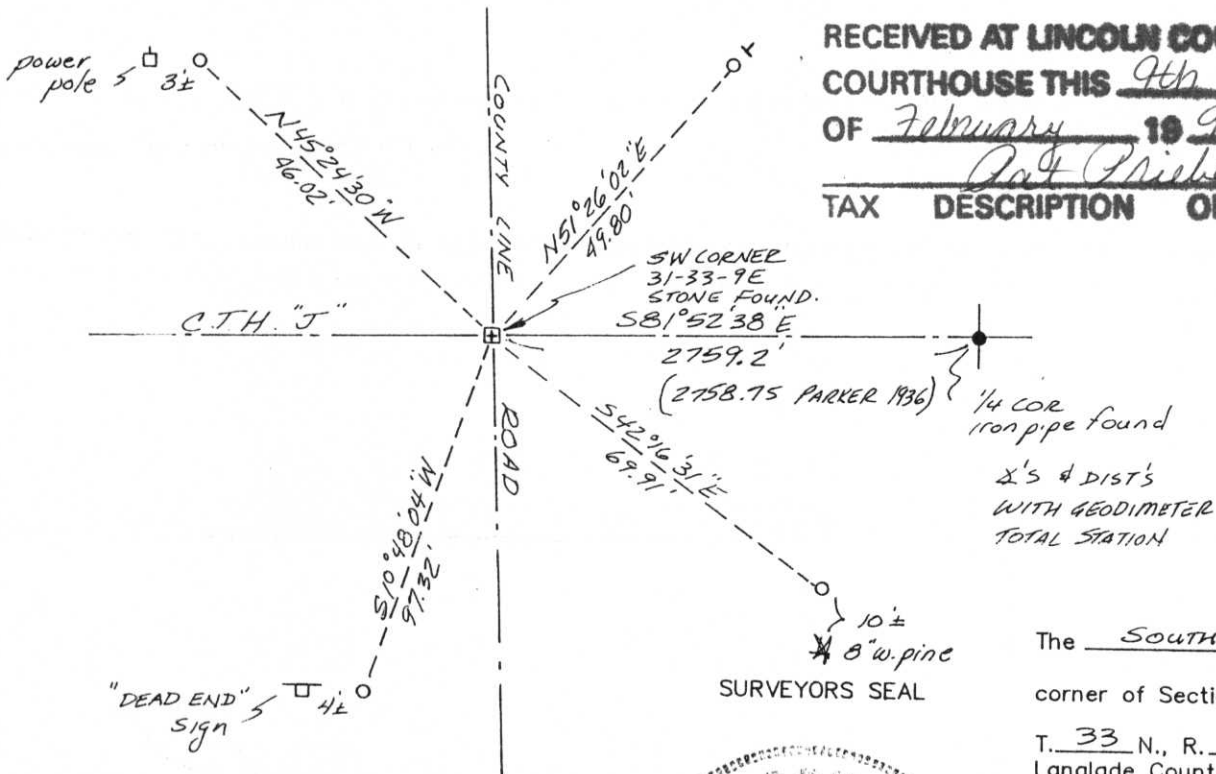 RECEIVED AT LINCOLN
COURTHOUSE THIS 9th
OF February 19 9
Pat
TAX DESCRIPTION
power
pole
3'±
N45°24'30"W
46.02'
COUNTY LINE
N51°26'02"E
49.80'
SW CORNER
31-33-9E
STONE FOUND.
C.T.H. "J"
S81°52'38"E
2759.2'
(2758.75 PARKER 1936)
1/4 COR
iron pipe found
∡'S & DIST'S
WITH GEODIMETER
TOTAL STATION
ROAD
S42°16'31"E
69.91'
S10°48'04"W
97.32'
10'±
8" w. pine
"DEAD END"
Sign
4'±
SURVEYORS SEAL
The SOUTH
corner of Secti
T. 33 N., R.
Langlade Count